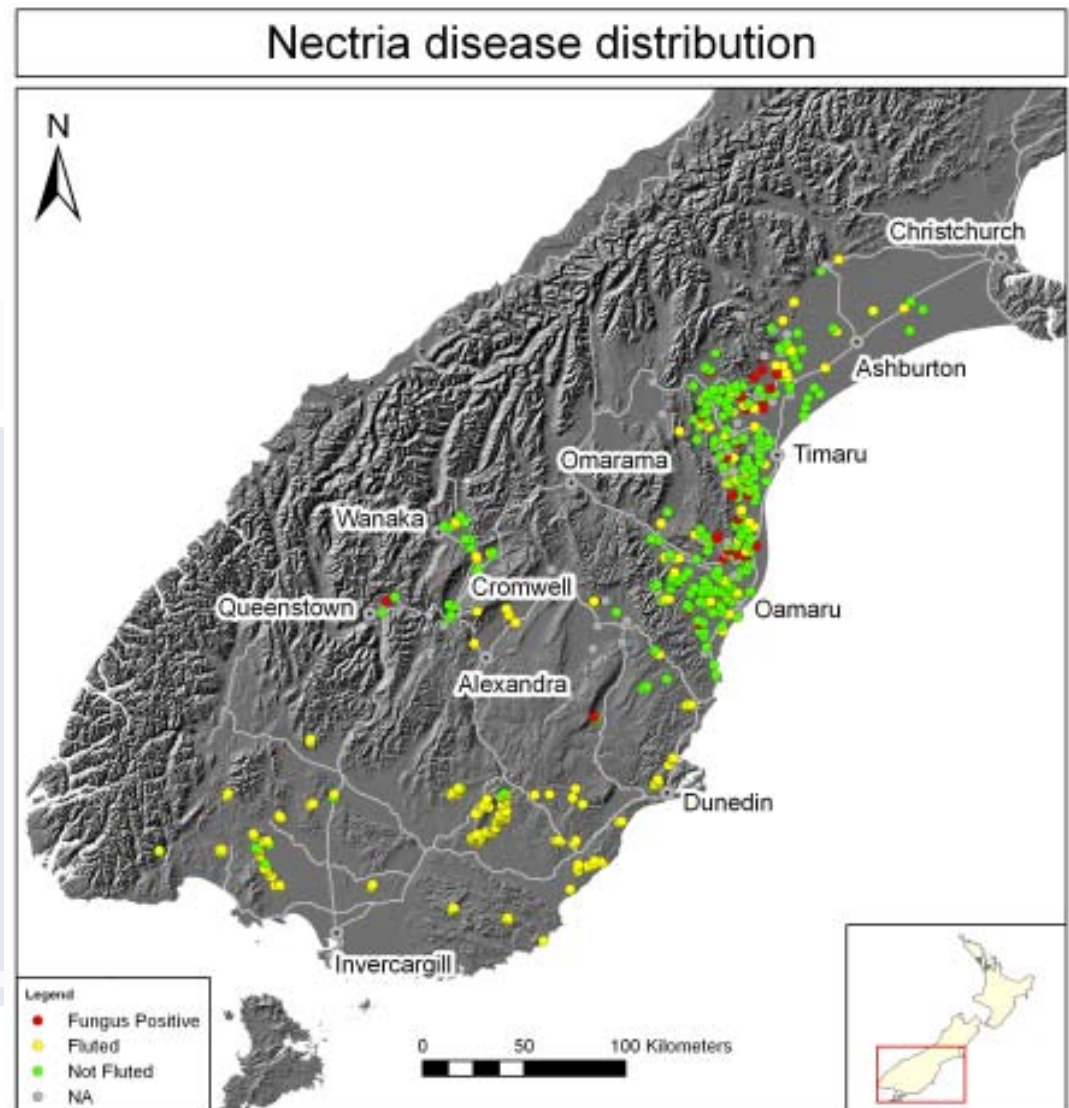 Nectria disease distribution
N
Christchurch
Ashburton
Timaru
Omarama
Wanaka
Cromwell
Queenstown
Oamaru
Alexandra
Dunedin
Invercargill
Legend
Fungus Positive
Fluted
Not Fluted
NA
0 50 100 Kilometers